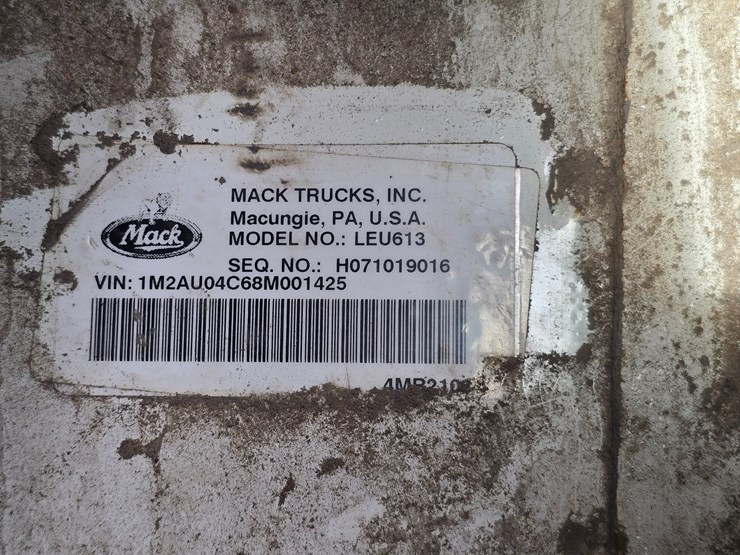 MACK TRUCKS, INC.
Macungie, PA, U.S.A.
Mack
MODEL NO.: LEU613
SEQ. NO.: H071019016
VIN: 1M2AU04C68M001425